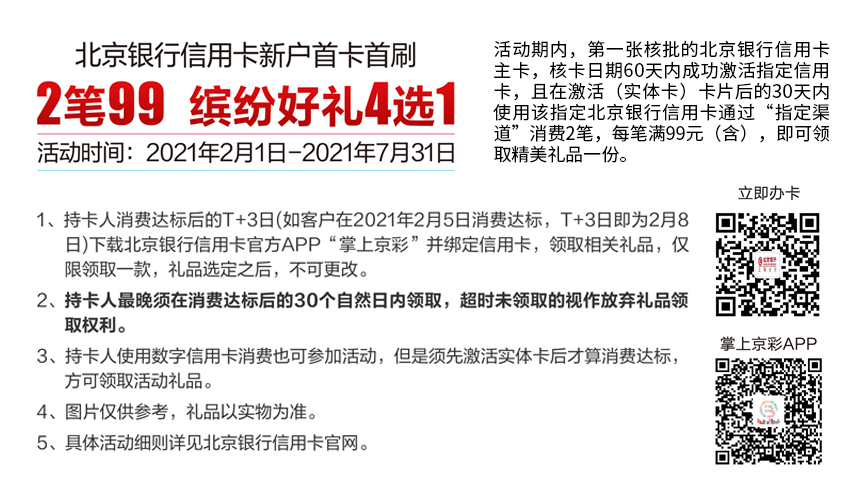 北京银行信用卡新户首卡首刷
2笔99 缤纷好礼4选1
活动时间：2021年2月1日-2021年7月31日
活动期内，第一张核批的北京银行信用卡
主卡，核卡日期60天内成功激活指定信用
卡，且在激活（实体卡）卡片后的30天内
使用该指定北京银行信用卡通过“指定渠
道”消费2笔，每笔满99元（含），即可领
取精美礼品一份。
1、持卡人消费达标后的T+3日(如客户在2021年2月5日消费达标，T+3日即为2月8
日)下载北京银行信用卡官方APP“掌上京彩”并绑定信用卡，领取相关礼品，仅
限领取一款，礼品选定之后，不可更改。
2、持卡人最晚须在消费达标后的30个自然日内领取，超时未领取的视作放弃礼品领
取权利。
3、持卡人使用数字信用卡消费也可参加活动，但是须先激活实体卡后才算消费达标，
方可领取活动礼品。
4、图片仅供参考，礼品以实物为准。
5、具体活动细则详见北京银行信用卡官网。
立即办卡
掌上京彩APP